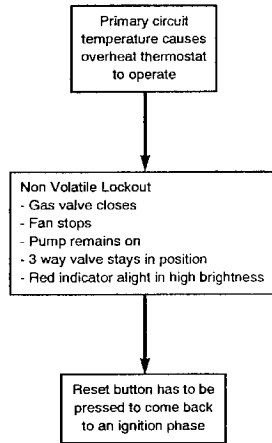 Primary circuit
temperature causes
overheat thermostat
to operate
Non Volatile Lockout
- Gas valve closes
- Fan stops
- Pump remains on
- 3 way valve stays in position
- Red indicator alight in high brightness
Reset button has to be
pressed to come back
to an ignition phase